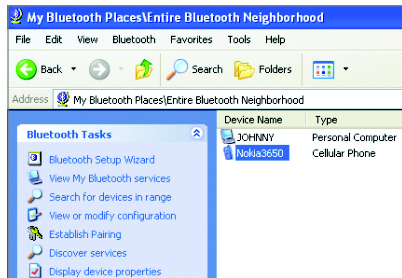 My Bluetooth Places\Entire Bluetooth Neighborhood
File Edit View Bluetooth Favorites Tools Help
Back Search Folders
Address My Bluetooth Places\Entire Bluetooth Neighborhood
Bluetooth Tasks
Bluetooth Setup Wizard
View My Bluetooth services
Search for devices in range
View or modify configuration
Establish Pairing
Discover services
Display device properties
Device Name Type
JOHNNY Personal Computer
Nokia3650 Cellular Phone